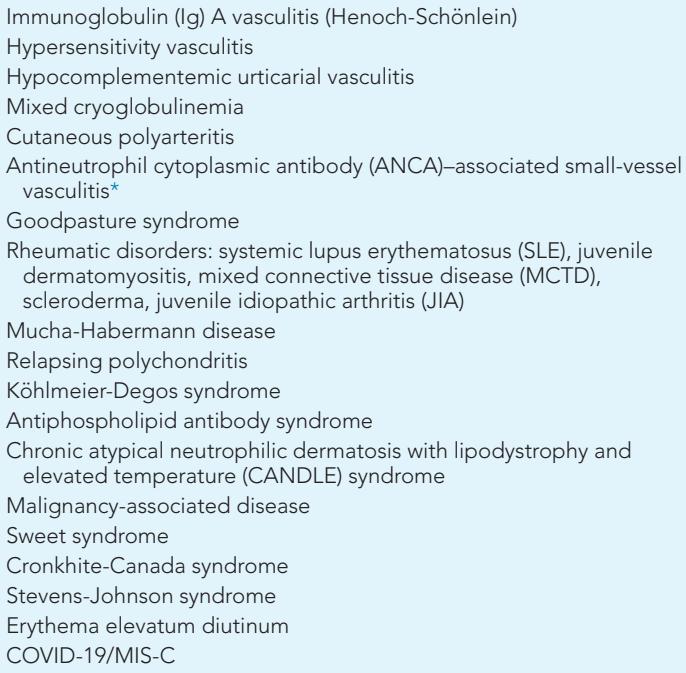 Immunoglobulin (Ig) A vasculitis (Henoch-Schönlein)
Hypersensitivity vasculitis
Hypocomplementemic urticarial vasculitis
Mixed cryoglobulinemia
Cutaneous polyarteritis
Antineutrophil cytoplasmic antibody (ANCA)–associated small-vessel
vasculitis*
Goodpasture syndrome
Rheumatic disorders: systemic lupus erythematosus (SLE), juvenile
dermatomyositis, mixed connective tissue disease (MCTD),
scleroderma, juvenile idiopathic arthritis (JIA)
Mucha-Habermann disease
Relapsing polychondritis
Köhlmeier-Degos syndrome
Antiphospholipid antibody syndrome
Chronic atypical neutrophilic dermatosis with lipodystrophy and
elevated temperature (CANDLE) syndrome
Malignancy-associated disease
Sweet syndrome
Cronkhite-Canada syndrome
Stevens-Johnson syndrome
Erythema elevatum diutinum
COVID-19/MIS-C